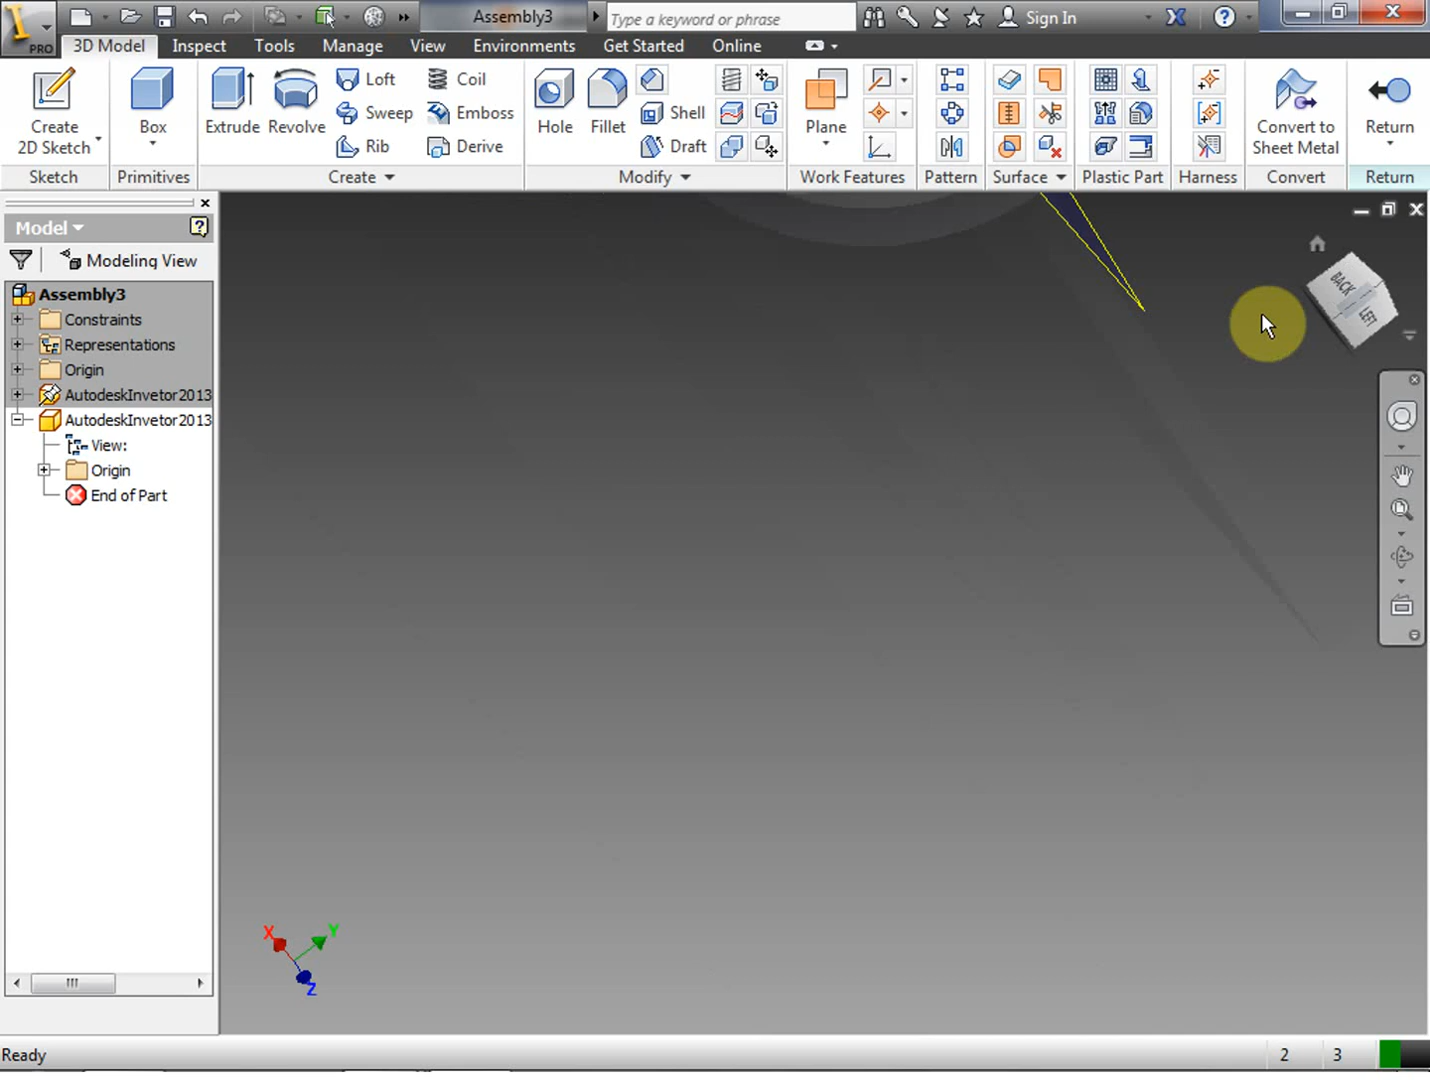 PRO
Assembly3
Type a keyword or phrase
Sign In
3D Model Inspect Tools Manage View Environments Get Started Online
Create
2D Sketch
Sketch
Box
Primitives
Extrude
Revolve
Loft
Sweep
Rib
Coil
Emboss
Derive
Create
Hole
Fillet
Shell
Draft
Modify
Plane
Work Features
Pattern
Surface
Plastic Part
Harness
Convert to
Sheet Metal
Convert
Return
Return
Model
Modeling View
Assembly3
Constraints
Representations
Origin
AutodeskInvetor2013
AutodeskInvetor2013
View:
Origin
End of Part
BACK
LEFT
X
Y
Z
Ready
2 3